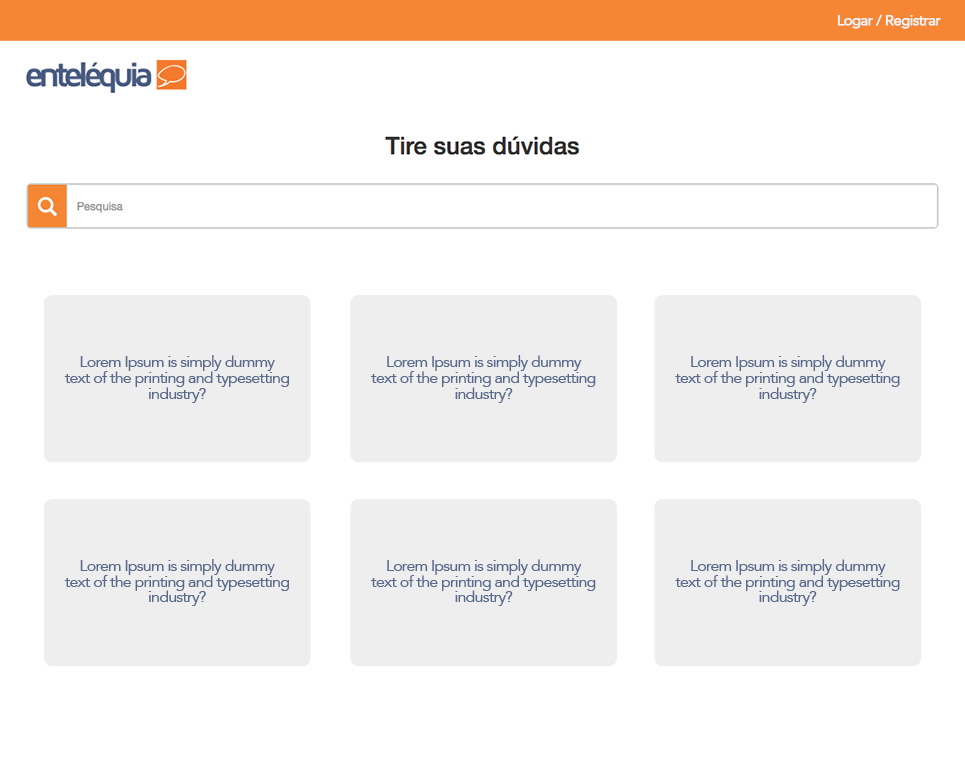 Logar / Registrar
enteléquia
Tire suas dúvidas
Pesquisa
Lorem Ipsum is simply dummy
text of the printing and typesetting
industry?
Lorem Ipsum is simply dummy
text of the printing and typesetting
industry?
Lorem Ipsum is simply dummy
text of the printing and typesetting
industry?
Lorem Ipsum is simply dummy
text of the printing and typesetting
industry?
Lorem Ipsum is simply dummy
text of the printing and typesetting
industry?
Lorem Ipsum is simply dummy
text of the printing and typesetting
industry?